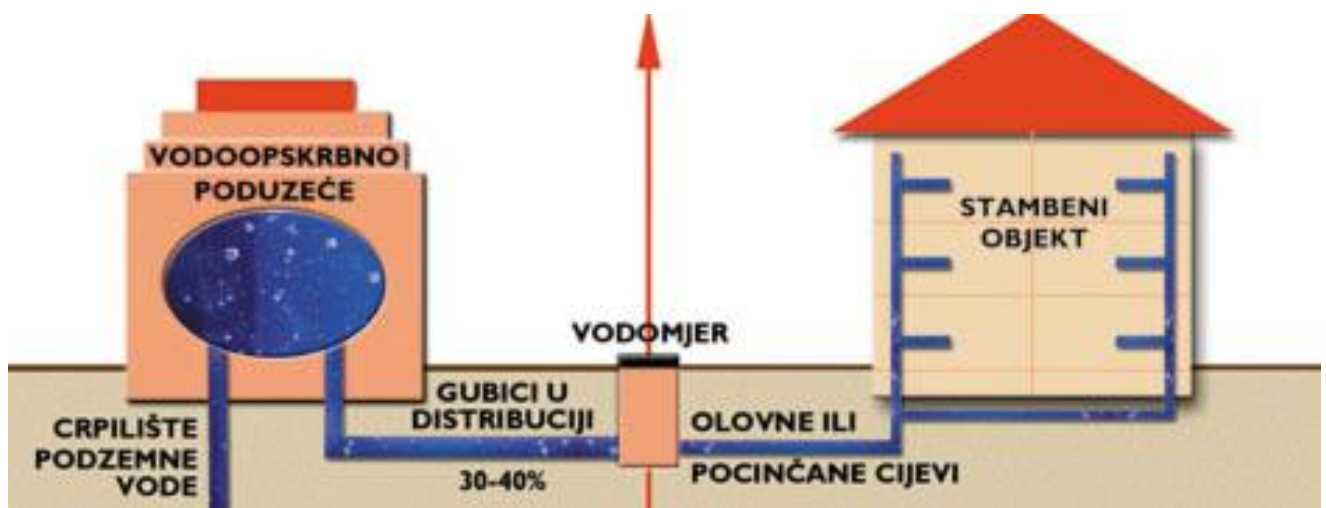 VODOOPSKRBNO
PODUZEĆE
STAMBENI
OBJEKT
VODOMJER
GUBICI U
DISTRIBUCIJI
30-40%
CRPILIŠTE
PODZEMNE
VODE
OLOVNE ILI
POCINČANE CIJEVI